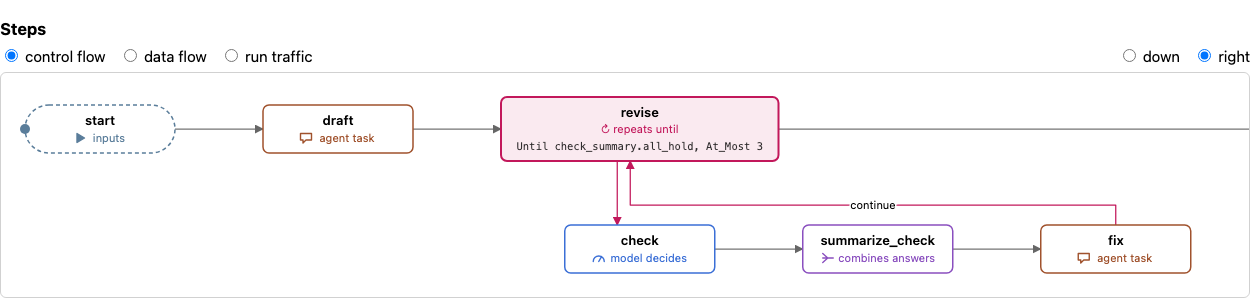 Steps
control flow data flow run traffic down right
start
inputs
draft
agent task
revise
↻ repeats until
Until check_summary.all_hold, At_Most 3
continue
check
model decides
summarize_check
combines answers
fix
agent task